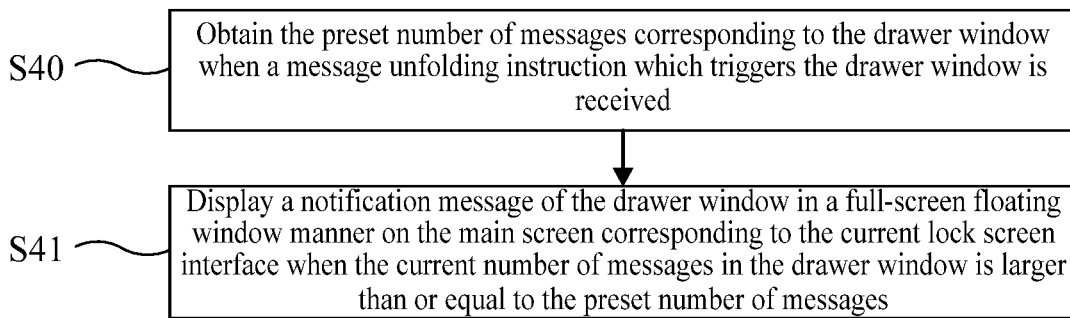 S40
Obtain the preset number of messages corresponding to the drawer window
when a message unfolding instruction which triggers the drawer window is
received
S41
Display a notification message of the drawer window in a full-screen floating
window manner on the main screen corresponding to the current lock screen
interface when the current number of messages in the drawer window is larger
than or equal to the preset number of messages